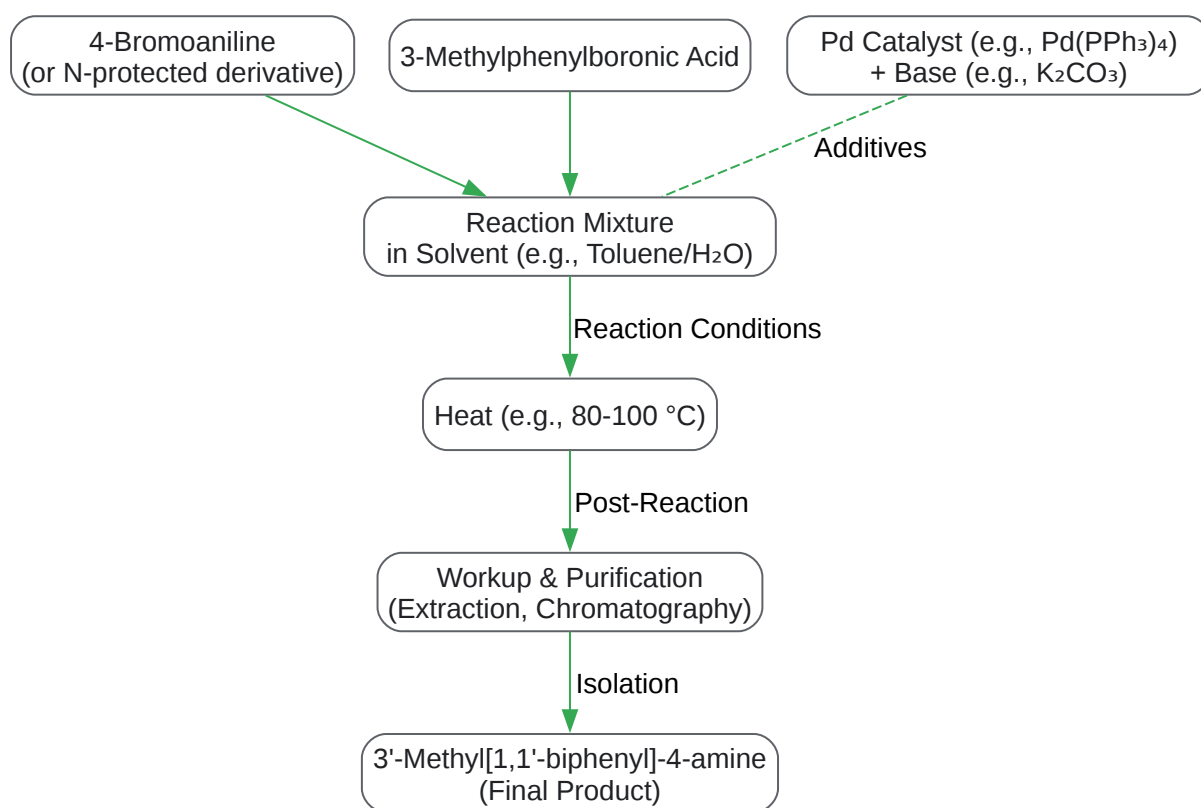 4-Bromoaniline
(or N-protected derivative)
3-Methylphenylboronic Acid
Pd Catalyst (e.g., Pd(PPh₃)₄)
+ Base (e.g., K₂CO₃)
Additives
Reaction Mixture
in Solvent (e.g., Toluene/H₂O)
Reaction Conditions
Heat (e.g., 80-100 °C)
Post-Reaction
Workup & Purification
(Extraction, Chromatography)
Isolation
3'-Methyl[1,1'-biphenyl]-4-amine
(Final Product)